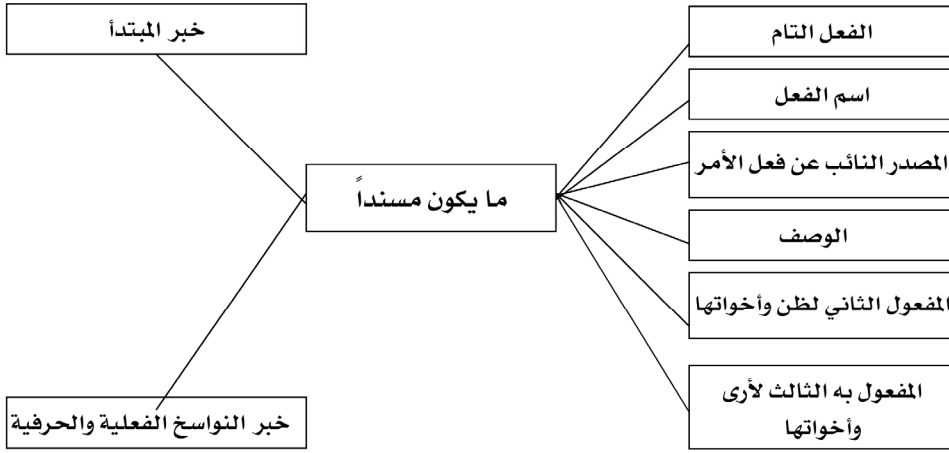 خبر المبتدأ
الفعل التام
اسم الفعل
المصدر النائب عن فعل الأمر
ما يكون مسنداً
الوصف
المفعول الثاني لظن وأخواتها
المفعول به الثالث لأرى
وأخواتها
خبر النواسخ الفعلية والحرفية